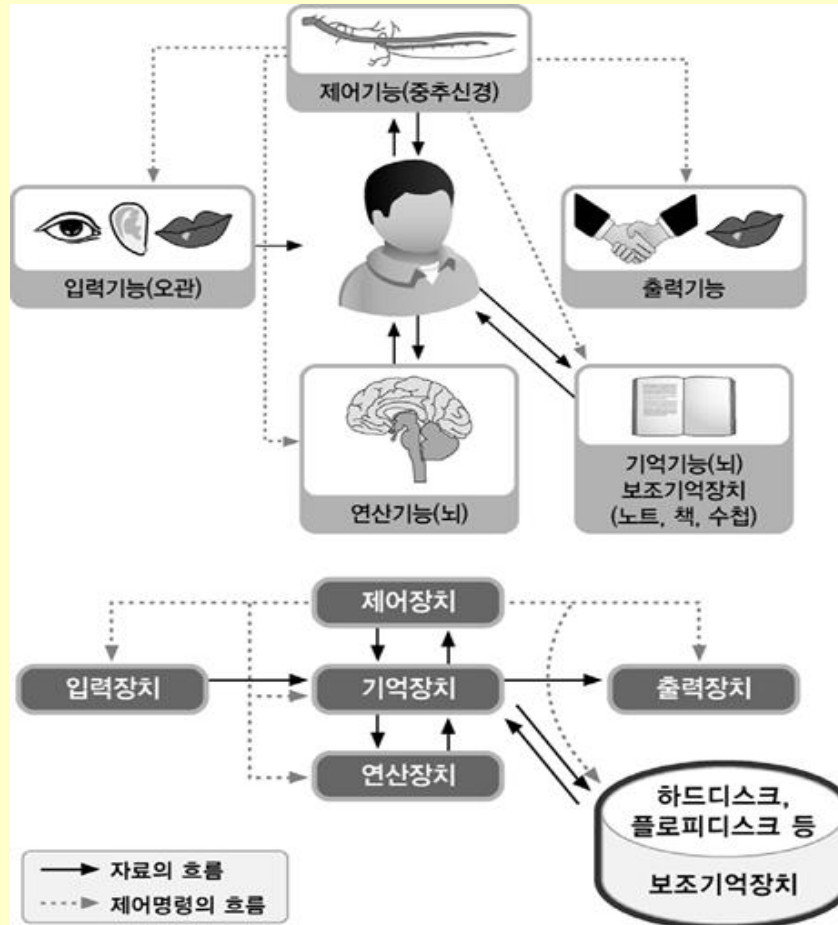 제어기능(중추신경)
입력기능(오관)
출력기능
연산기능(뇌)
기억기능(뇌)
보조기억장치
(노트, 책, 수첩)
제어장치
입력장치
기억장치
출력장치
연산장치
하드디스크,
플로피디스크 등
보조기억장치
자료의 흐름
제어명령의 흐름